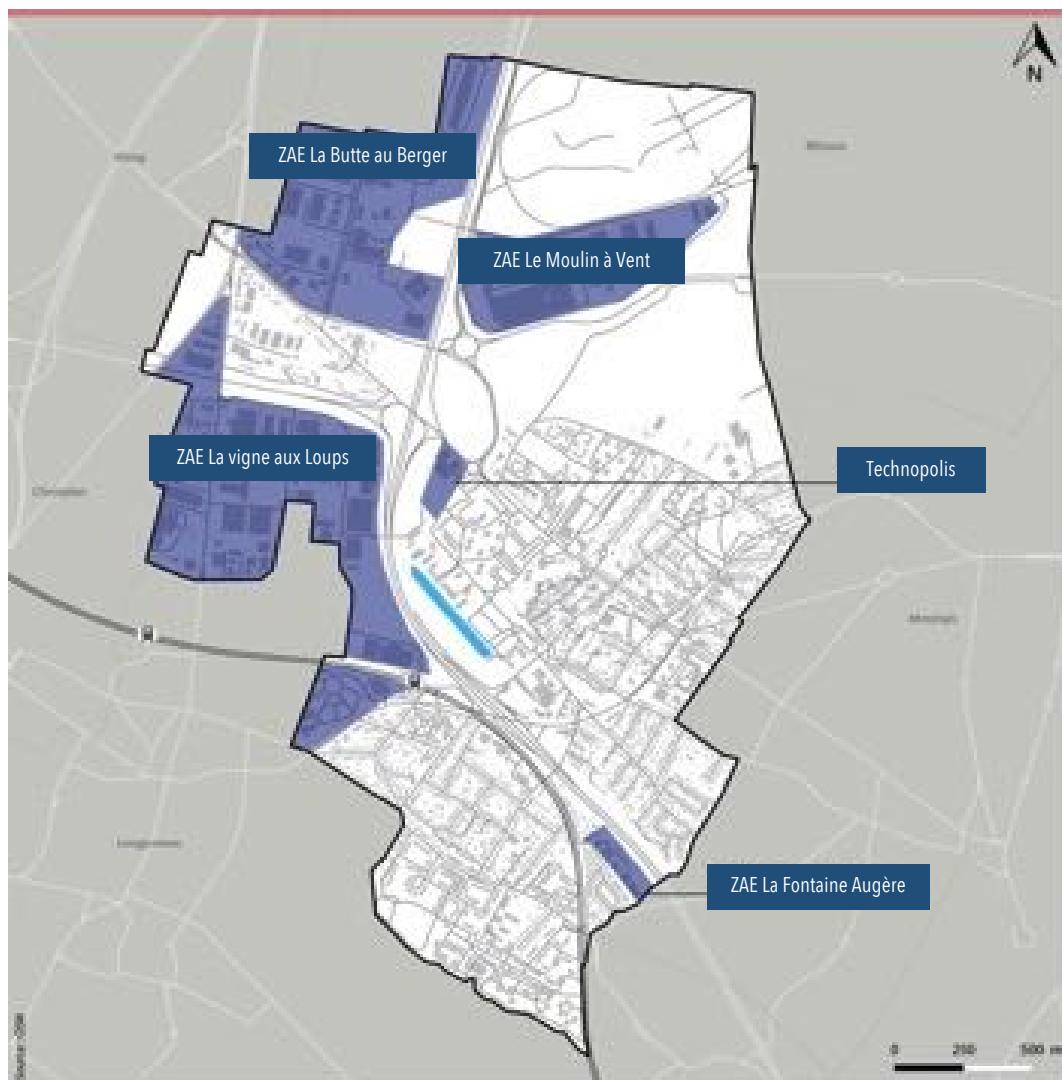 N
ZAE La Butte au Berger
ZAE Le Moulin à Vent
ZAE La vigne aux Loups
Technopolis
ZAE La Fontaine Augère
0 250 500 m